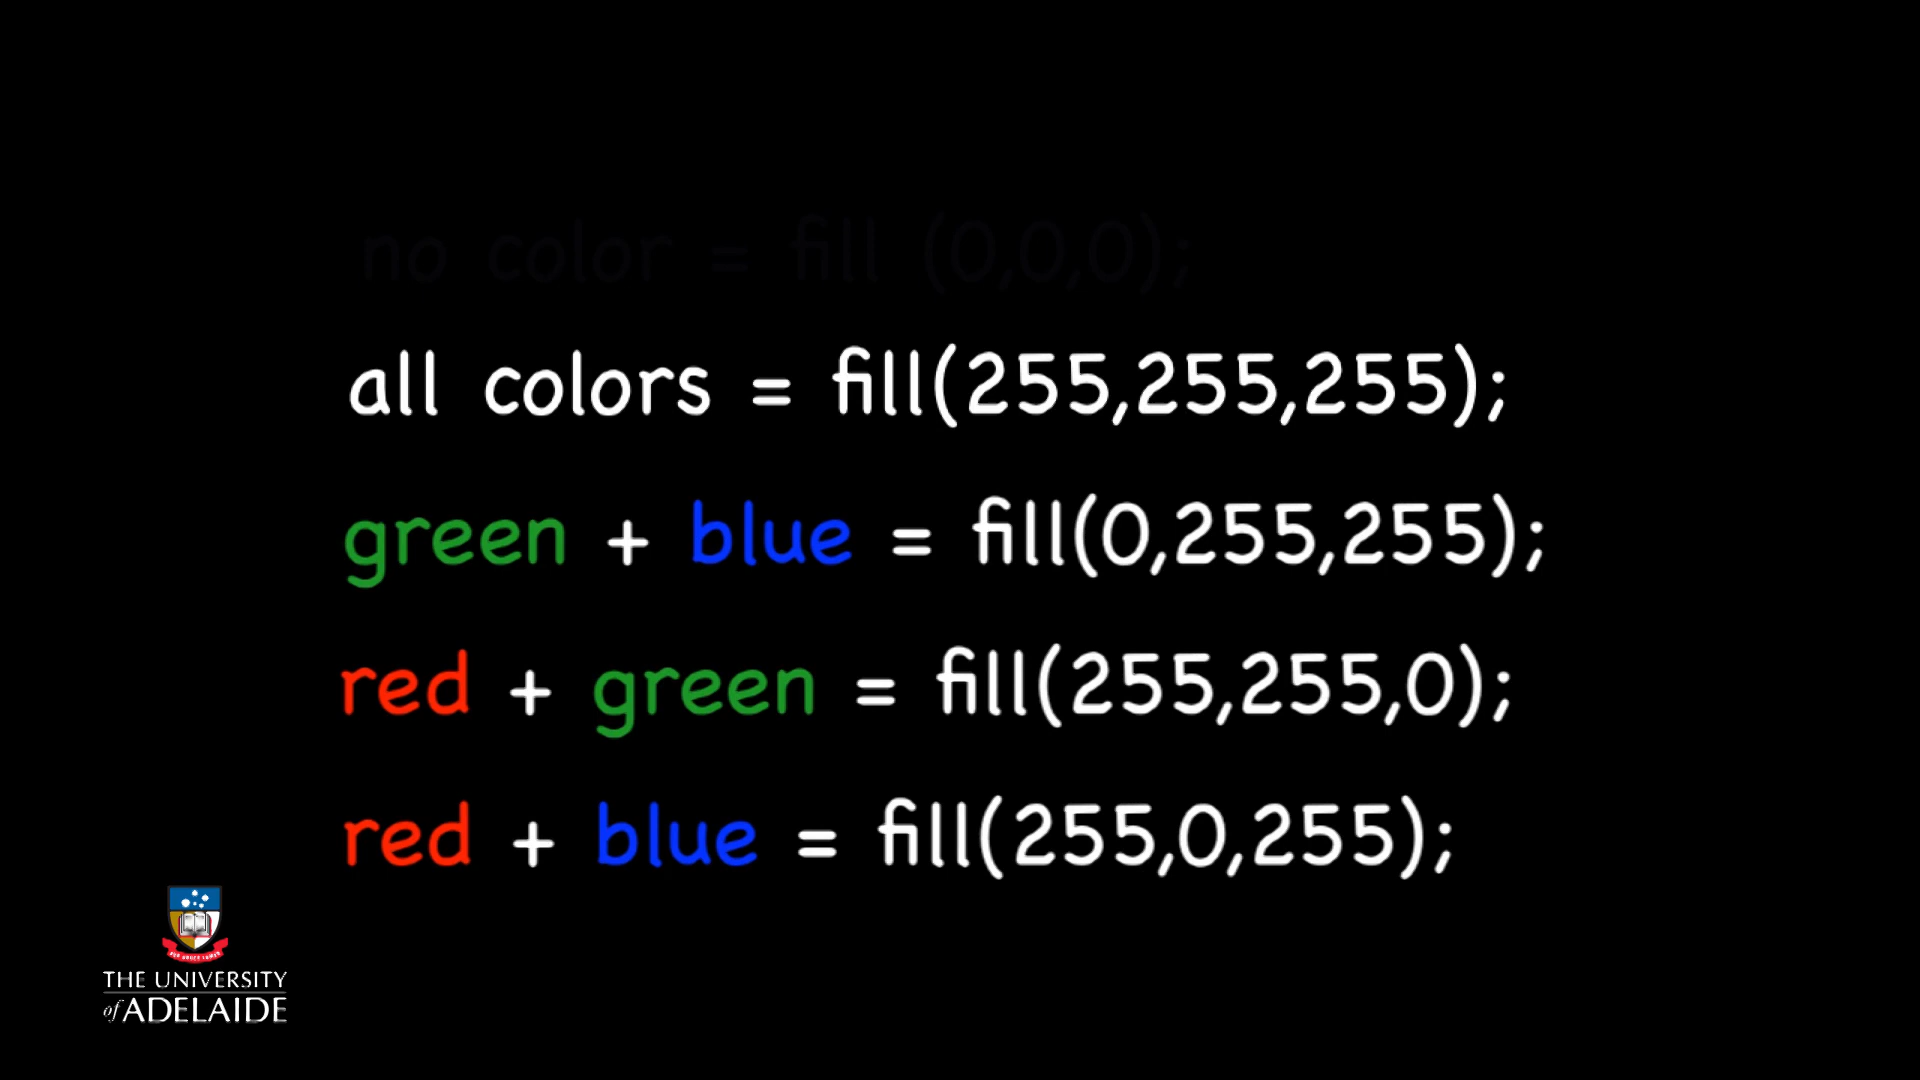 no color = fill (0,0,0);
all colors = fill(255,255,255);
green + blue = fill(0,255,255);
red + green = fill(255,255,0);
red + blue = fill(255,0,255);
THE UNIVERSITY
of ADELAIDE